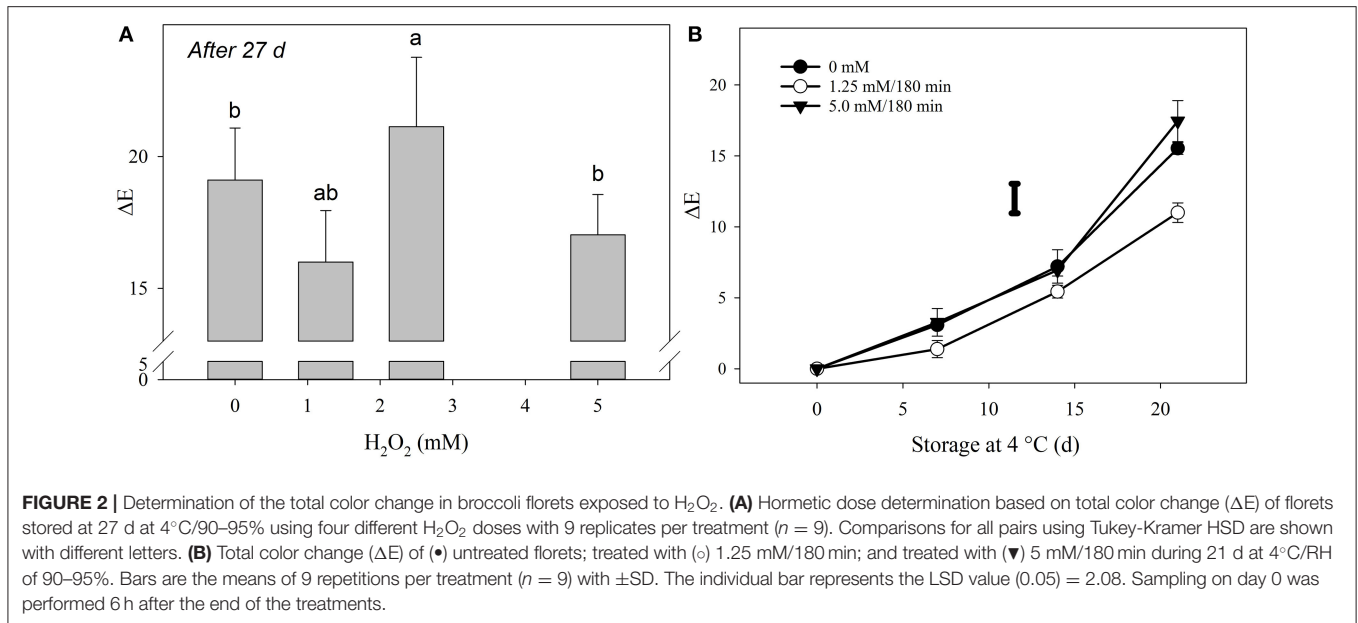 A
After 27 d
b
ab
a
b
20
15
5
0
ΔE
0 1 2 3 4 5
H₂O₂ (mM)
B
0 mM
1.25 mM/180 min
5.0 mM/180 min
20
15
10
5
0
ΔE
0 5 10 15 20
Storage at 4 °C (d)
FIGURE 2 | Determination of the total color change in broccoli florets exposed to H₂O₂. (A) Hormetic dose determination based on total color change (ΔE) of florets
stored at 27 d at 4°C/90–95% using four different H₂O₂ doses with 9 replicates per treatment (n = 9). Comparisons for all pairs using Tukey-Kramer HSD are shown
with different letters. (B) Total color change (ΔE) of (•) untreated florets; treated with (○) 1.25 mM/180 min; and treated with (▼) 5 mM/180 min during 21 d at 4°C/RH
of 90–95%. Bars are the means of 9 repetitions per treatment (n = 9) with ±SD. The individual bar represents the LSD value (0.05) = 2.08. Sampling on day 0 was
performed 6 h after the end of the treatments.